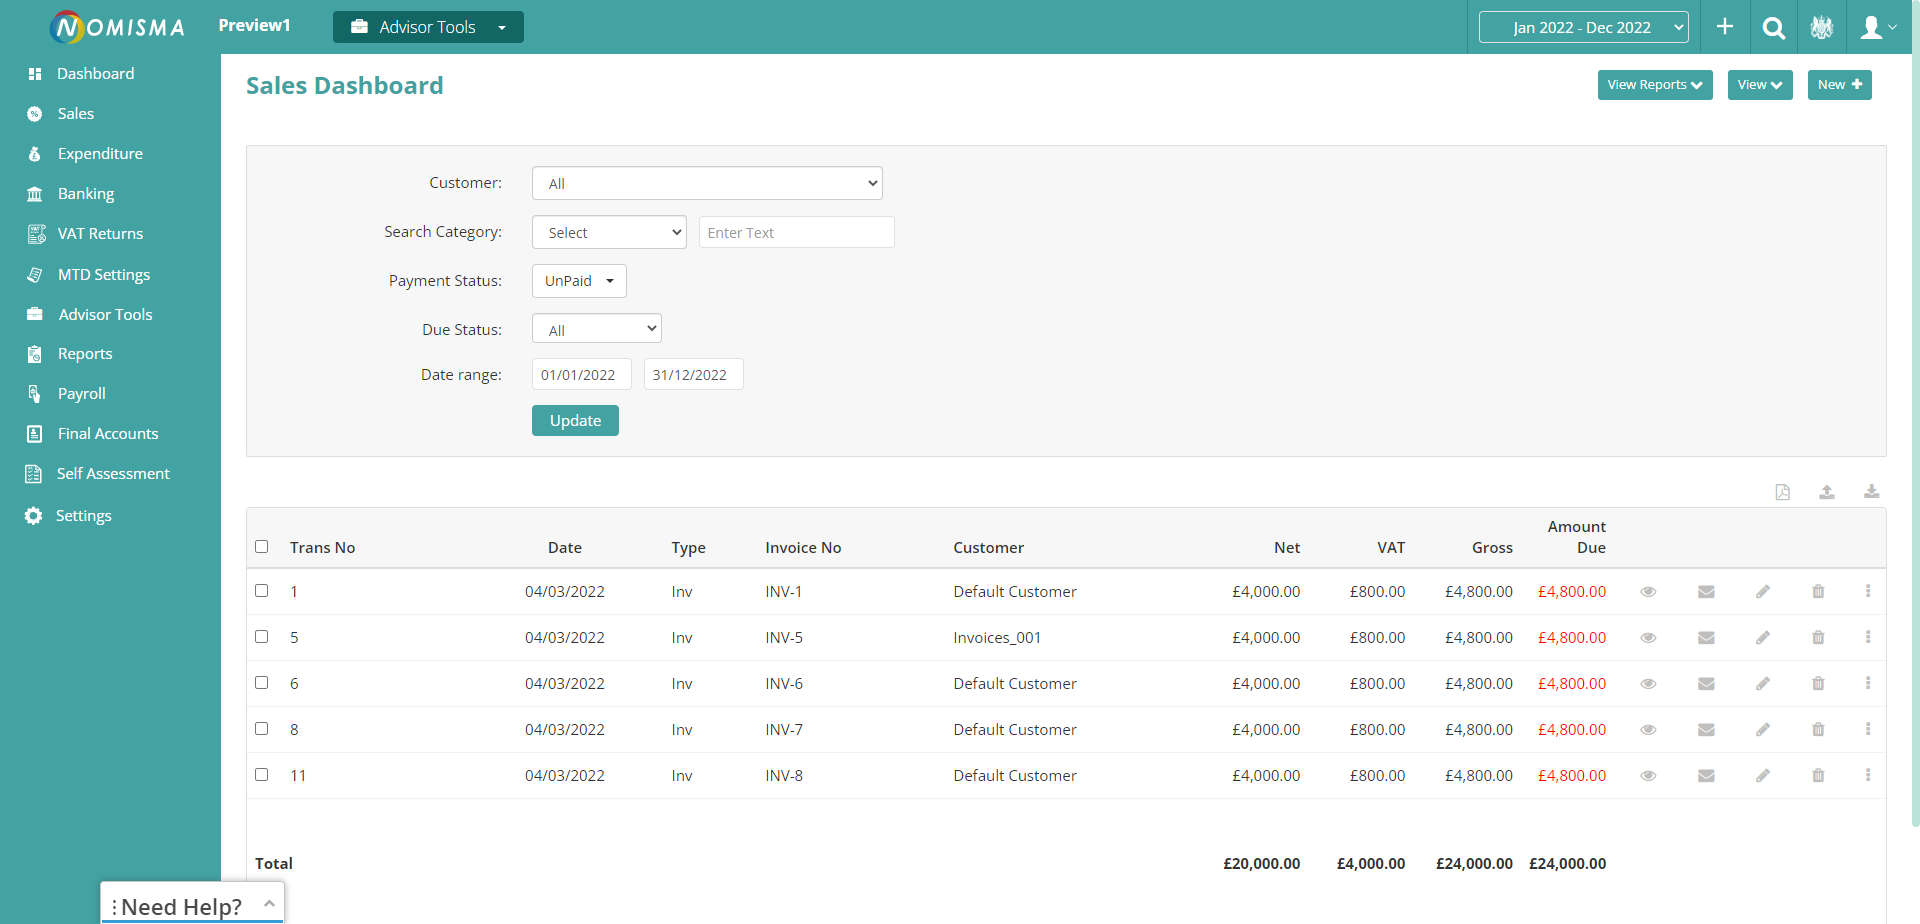 NOMISMA
Preview1
Advisor Tools
Jan 2022 - Dec 2022
Dashboard
Sales
Expenditure
Banking
VAT Returns
MTD Settings
Advisor Tools
Reports
Payroll
Final Accounts
Self Assessment
Settings
Sales Dashboard
View Reports
View
New
Customer: All
Search Category: Select Enter Text
Payment Status: UnPaid
Due Status: All
Date range: 01/01/2022 31/12/2022
Update
Trans No Date Type Invoice No Customer Net VAT Gross Amount Due
1 04/03/2022 Inv INV-1 Default Customer £4,000.00 £800.00 £4,800.00 £4,800.00
5 04/03/2022 Inv INV-5 Invoices_001 £4,000.00 £800.00 £4,800.00 £4,800.00
6 04/03/2022 Inv INV-6 Default Customer £4,000.00 £800.00 £4,800.00 £4,800.00
8 04/03/2022 Inv INV-7 Default Customer £4,000.00 £800.00 £4,800.00 £4,800.00
11 04/03/2022 Inv INV-8 Default Customer £4,000.00 £800.00 £4,800.00 £4,800.00
Total £20,000.00 £4,000.00 £24,000.00 £24,000.00
Need Help?